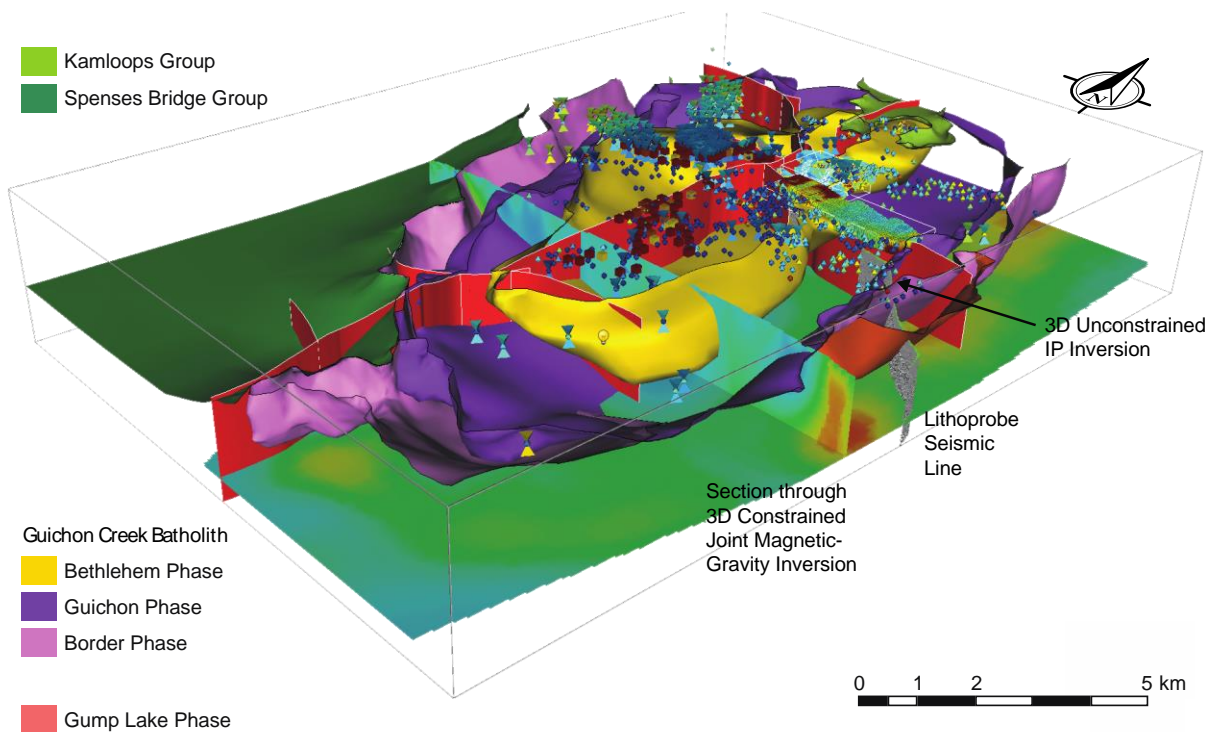 Kamloops Group
Spenses Bridge Group
N
3D Unconstrained
IP Inversion
Lithoprobe
Seismic
Line
Section through
3D Constrained
Joint Magnetic-
Gravity Inversion
Guichon Creek Batholith
Bethlehem Phase
Guichon Phase
Border Phase
Gump Lake Phase
0 1 2 5 km